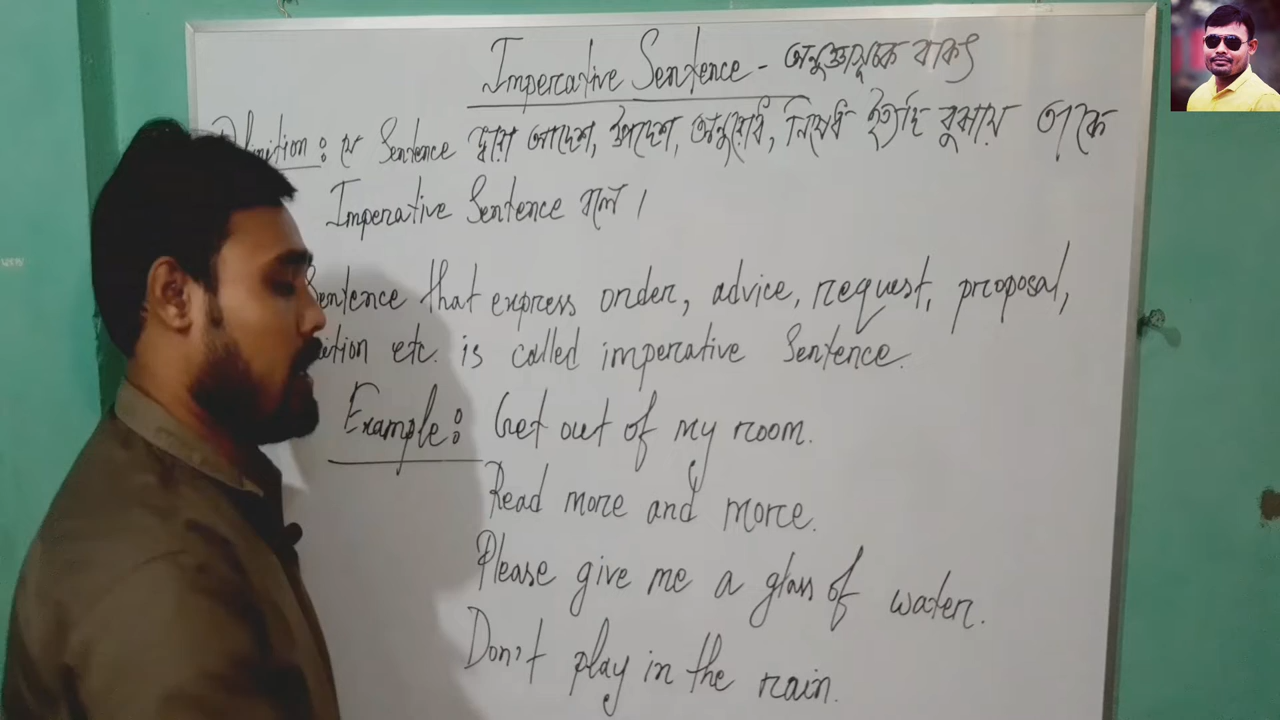 Imperative Sentence - অনুজ্ঞাসূচক বাক্য
যে Sentence দ্বারা আদেশ, উপদেশ, অনুরোধ, নিষেধ ইত্যাদি বুঝায় তাকে
Imperative Sentence বলে ।
Sentence that express order, advice, request, proposal,
etc. is called imperative Sentence.
Example: Get out of my room.
Read more and more.
Please give me a glass of water.
Don't play in the rain.